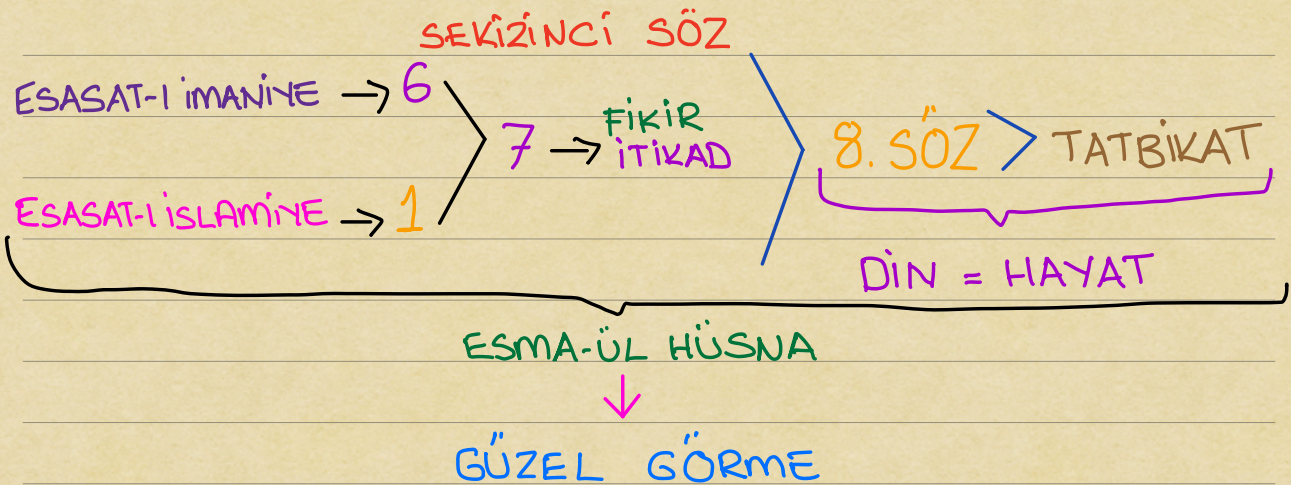 SEKİZİNCİ SÖZ
ESASAT-I İMANİYE → 6
7 → FİKİR
İTİKAD
8. SÖZ > TATBİKAT
ESASAT-I İSLAMİYE → 1
DİN = HAYAT
ESMA-ÜL HÜSNA
↓
GÜZEL GÖRME